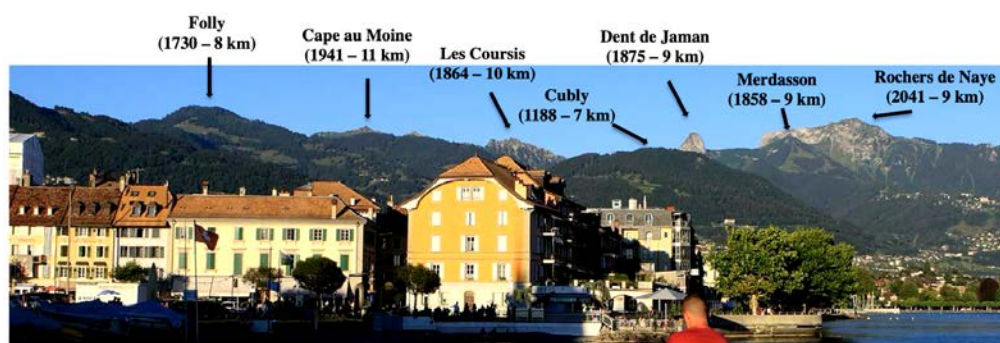 Folly
(1730 – 8 km)
Cape au Moine
(1941 – 11 km)
Les Coursis
(1864 – 10 km)
Cubly
(1188 – 7 km)
Dent de Jaman
(1875 – 9 km)
Merdasson
(1858 – 9 km)
Rochers de Naye
(2041 – 9 km)